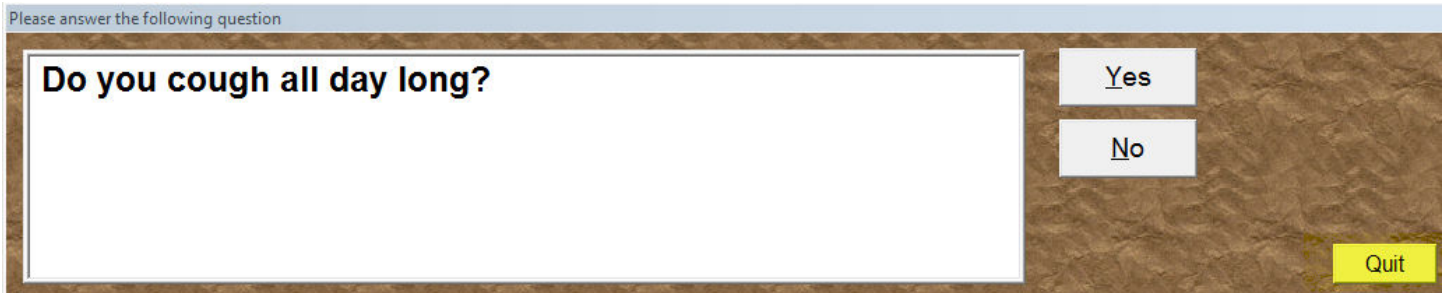 Please answer the following question
Do you cough all day long?
Yes
No
Quit